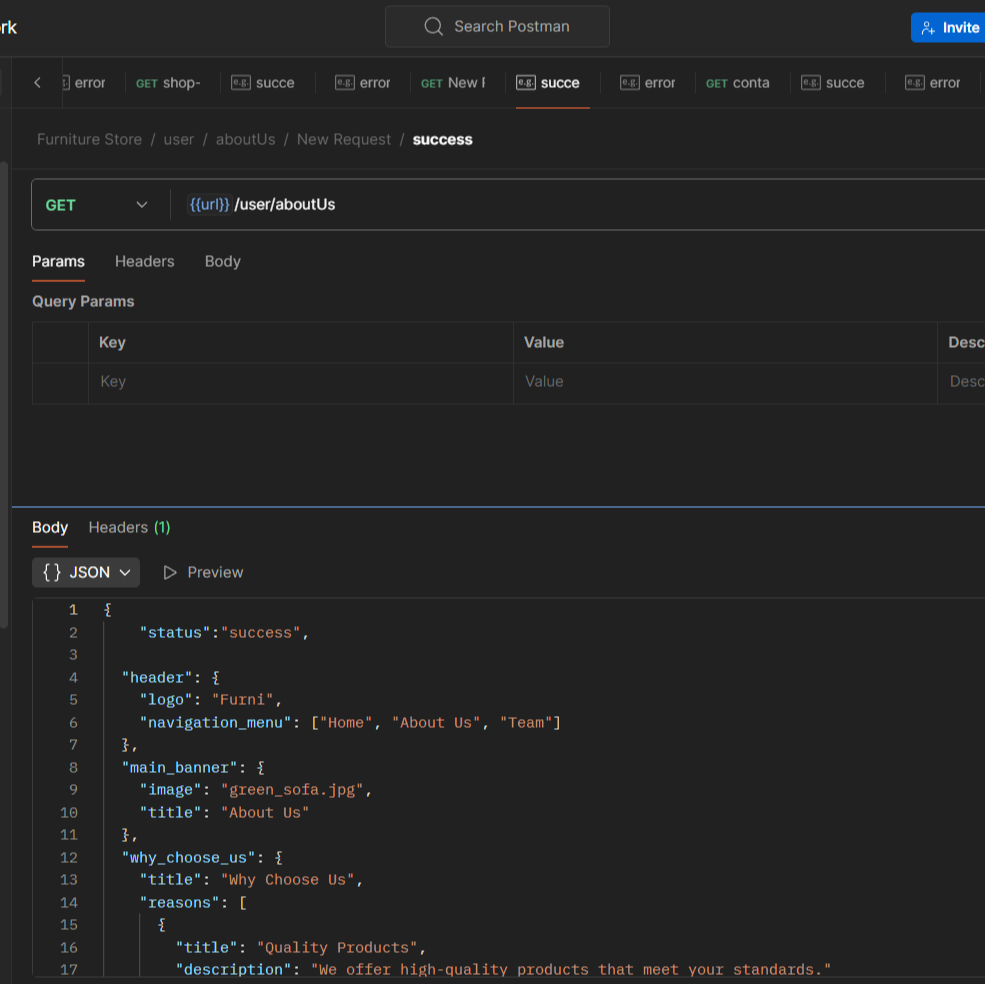 rk
Search Postman
Invite
error
GET shop-
e.g. succe
e.g. error
GET New
e.g. succe
e.g. error
GET conta
e.g. succe
e.g. error
Furniture Store / user / aboutUs / New Request / success
GET {{url}} /user/aboutUs
Params Headers Body
Query Params
Key Value Desc
Key Value Desc
Body Headers (1)
{} JSON Preview
1 {
2 "status":"success",
3
4 "header": {
5 "logo": "Furni",
6 "navigation_menu": ["Home", "About Us", "Team"]
7 },
8 "main_banner": {
9 "image": "green_sofa.jpg",
10 "title": "About Us"
11 },
12 "why_choose_us": {
13 "title": "Why Choose Us",
14 "reasons": [
15 {
16 "title": "Quality Products",
17 "description": "We offer high-quality products that meet your standards."